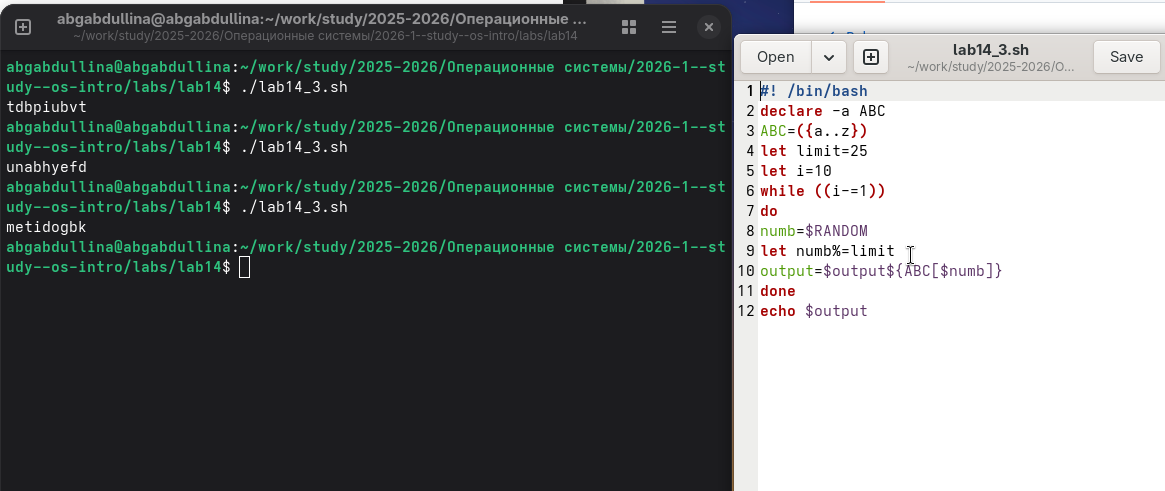 abgabdullina@abgabdullina:~/work/study/2025-2026/Операционные ...
~/work/study/2025-2026/Операционные системы/2026-1--study--os-intro/labs/lab14
abgabdullina@abgabdullina:~/work/study/2025-2026/Операционные системы/2026-1--st
udy--os-intro/labs/lab14$ ./lab14_3.sh
tdbpiubvt
abgabdullina@abgabdullina:~/work/study/2025-2026/Операционные системы/2026-1--st
udy--os-intro/labs/lab14$ ./lab14_3.sh
unabhyefd
abgabdullina@abgabdullina:~/work/study/2025-2026/Операционные системы/2026-1--st
udy--os-intro/labs/lab14$ ./lab14_3.sh
metidogbk
abgabdullina@abgabdullina:~/work/study/2025-2026/Операционные системы/2026-1--st
udy--os-intro/labs/lab14$
Open
lab14_3.sh
~/work/study/2025-2026/O...
Save
1 #! /bin/bash
2 declare -a ABC
3 ABC=({a..z})
4 let limit=25
5 let i=10
6 while ((i-=1))
7 do
8 numb=$RANDOM
9 let numb%=limit
10 output=$output${ABC[$numb]}
11 done
12 echo $output